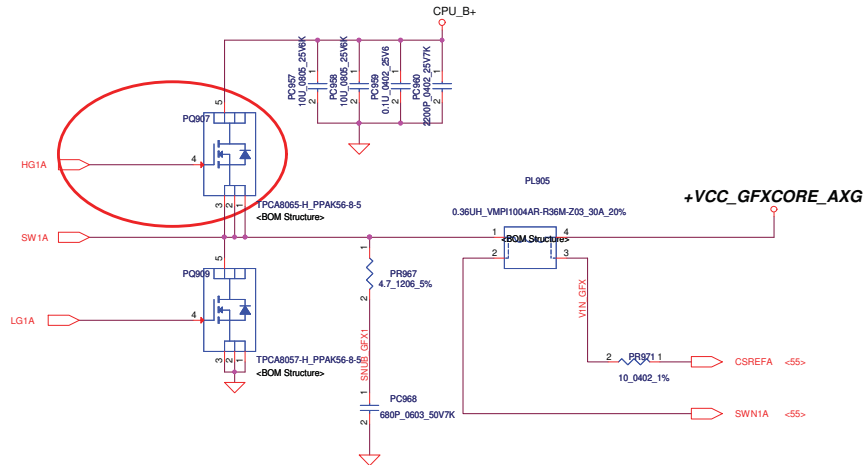 CPU_B+
PC957
10U_0805_25V6K
PC958
10U_0805_25V6K
PC959
0.1U_0402_25V6
PC960
2200P_0402_25V7K
1
2
1
2
1
2
1
2
5
PQ907
4
HG1A
3
2
1
TPCA8065-H_PPAK56-8-5
<BOM Structure>
SW1A
5
PQ909
4
LG1A
3
2
1
TPCA8057-H_PPAK56-8-5
<BOM Structure>
1
PR967
4.7_1206_5%
2
SNUB_GFX1
1
PC968
680P_0603_50V7K
2
PL905
0.36UH_VMPI1004AR-R36M-Z03_30A_20%
1
4
<BOM Structure>
2
3
+VCC_GFXCORE_AXG
V1N_GFX
2
PR971
1
10_0402_1%
CSREFA
<55>
SWN1A
<55>